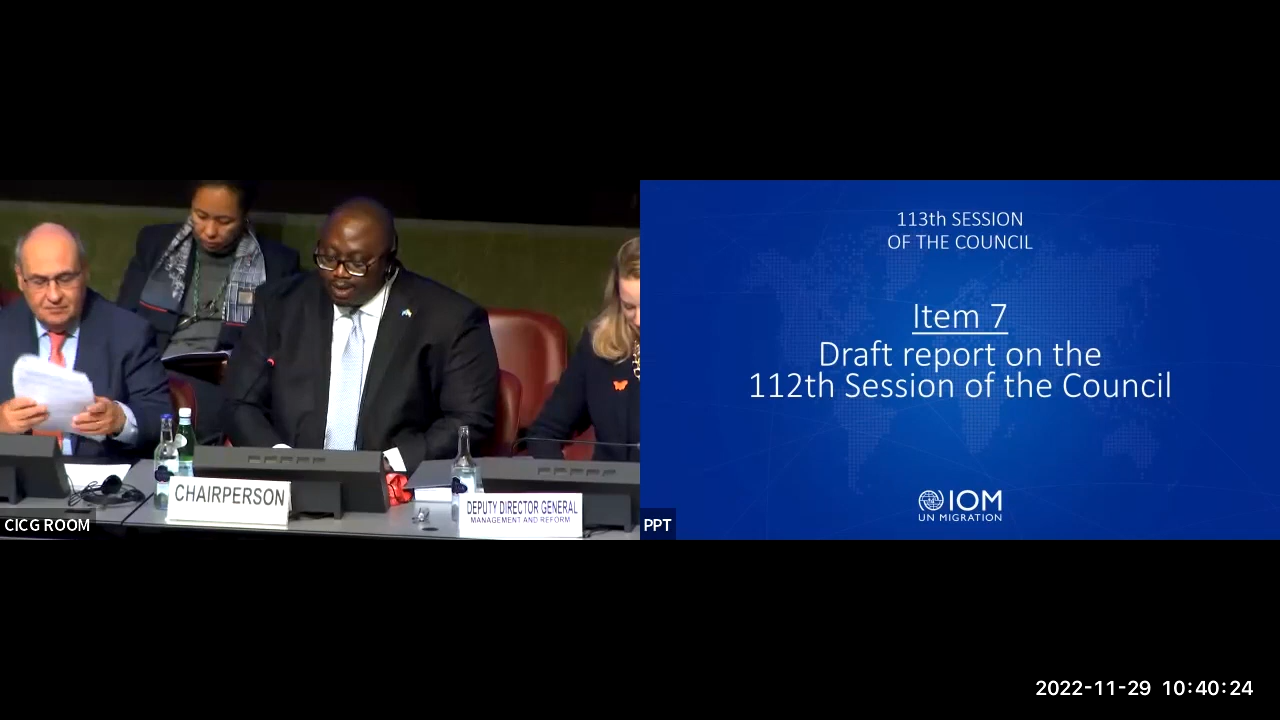 CHAIRPERSON
DEPUTY DIRECTOR GENERAL
MANAGEMENT AND REFORM
CICG ROOM
113th SESSION
OF THE COUNCIL
Item 7
Draft report on the
112th Session of the Council
IOM
UN MIGRATION
PPT
2022-11-29 10:40:24